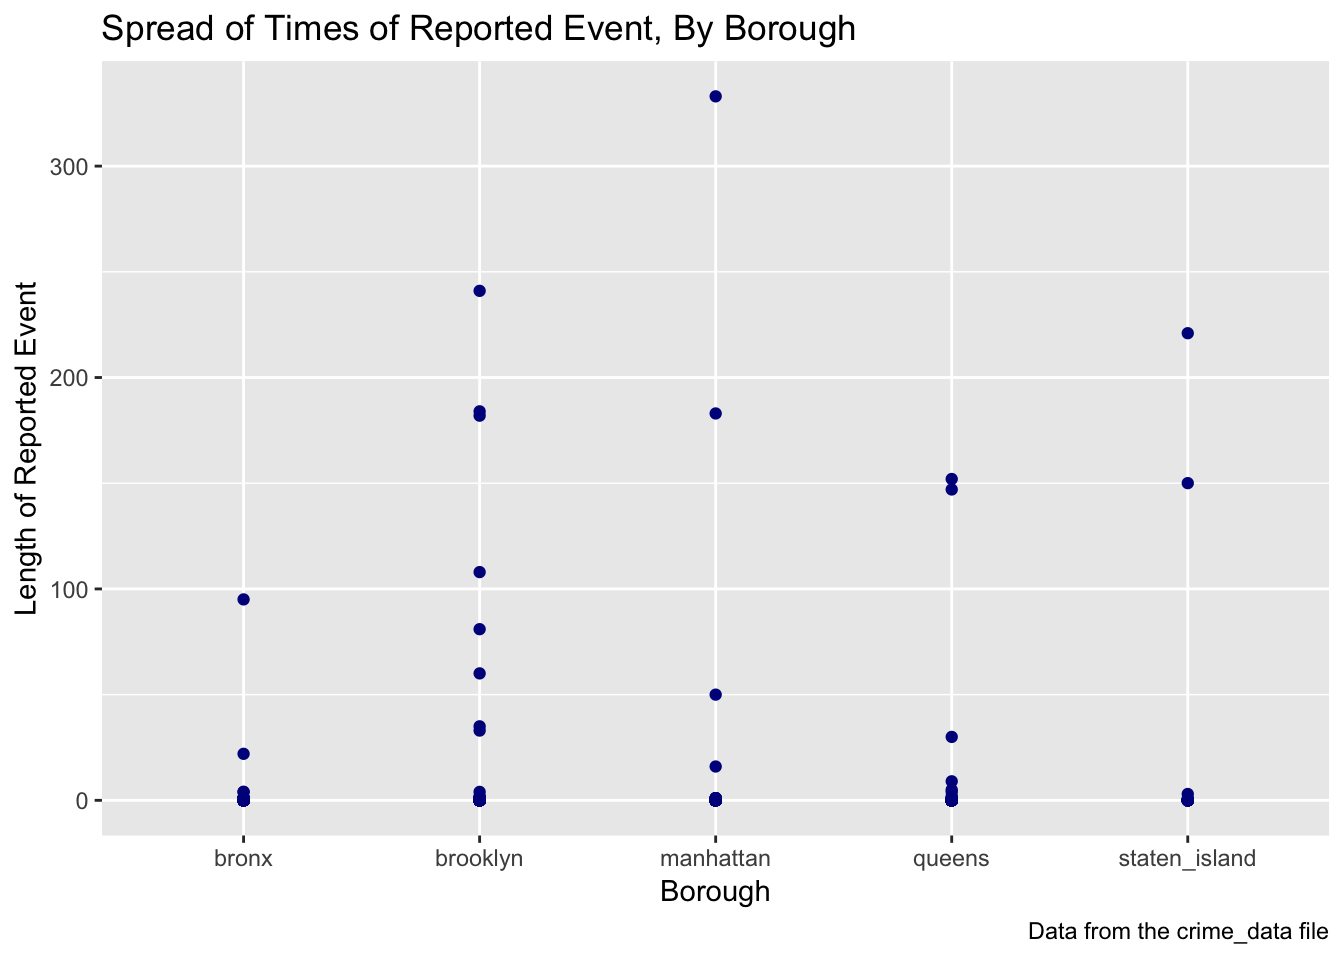 Spread of Times of Reported Event, By Borough
Length of Reported Event
300
200
100
0
bronx
brooklyn
manhattan
queens
staten_island
Borough
Data from the crime_data file